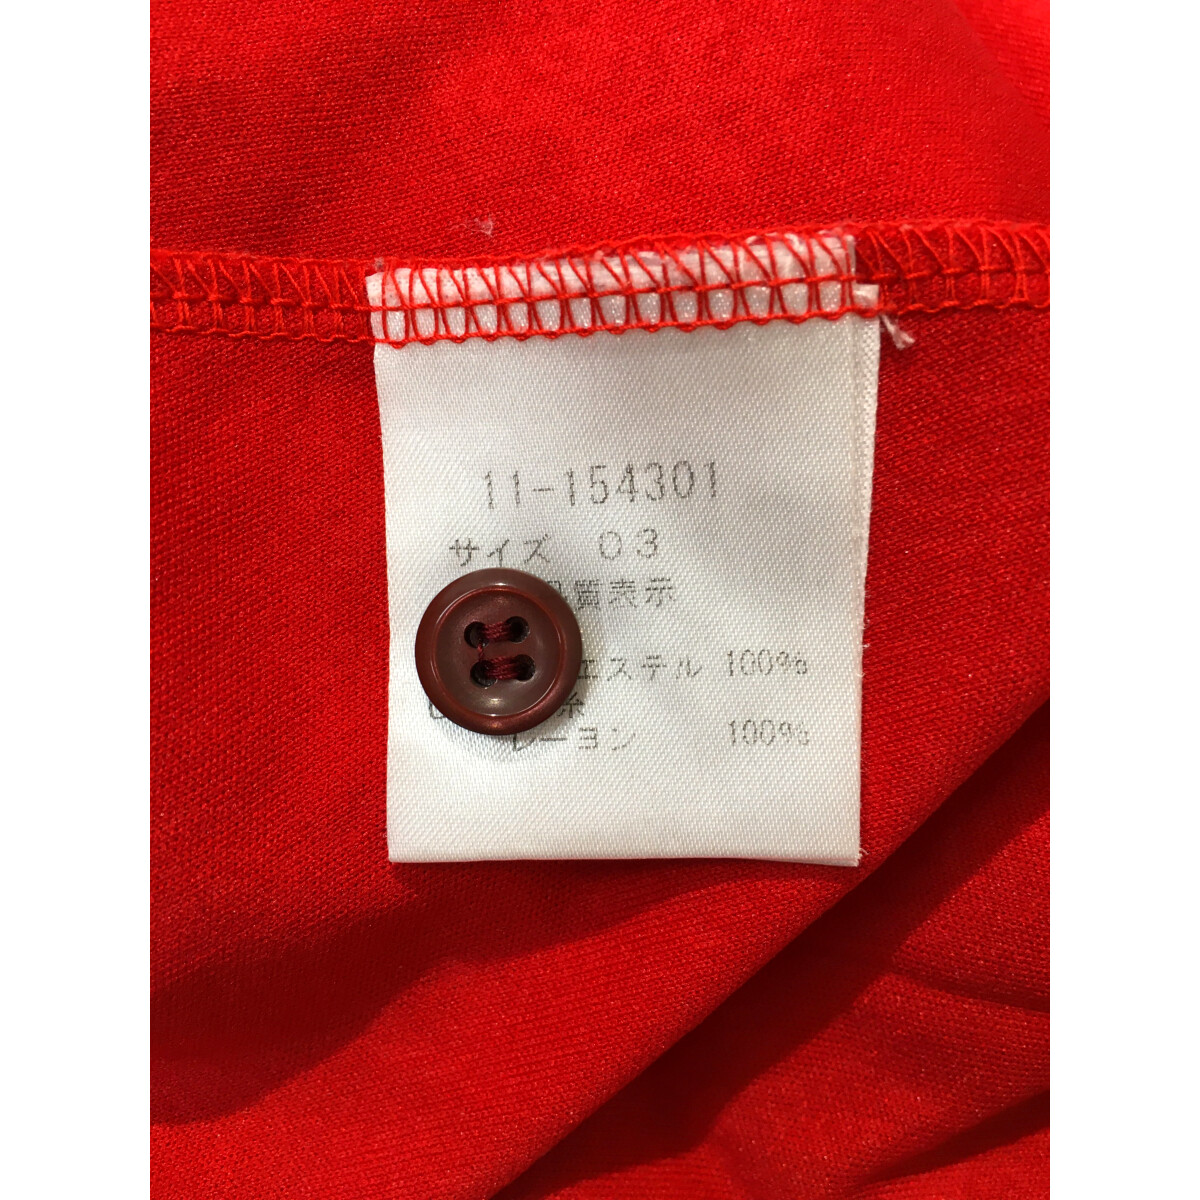 11-154301
サイズ 03
質表示
エステル 100%
糸
レーヨン 100%